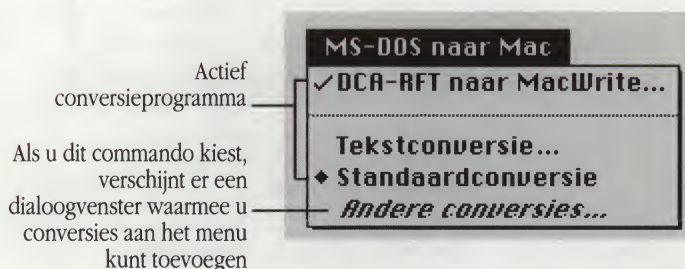 MS-DOS naar Mac
Actief
conversieprogramma
✓DCA-RFT naar MacWrite...
Tekstconversie...
◆ Standaardconversie
Andere conversies...
Als u dit commando kiest,
verschijnt er een
dialoogvenster waarmee u
conversies aan het menu
kunt toevoegen